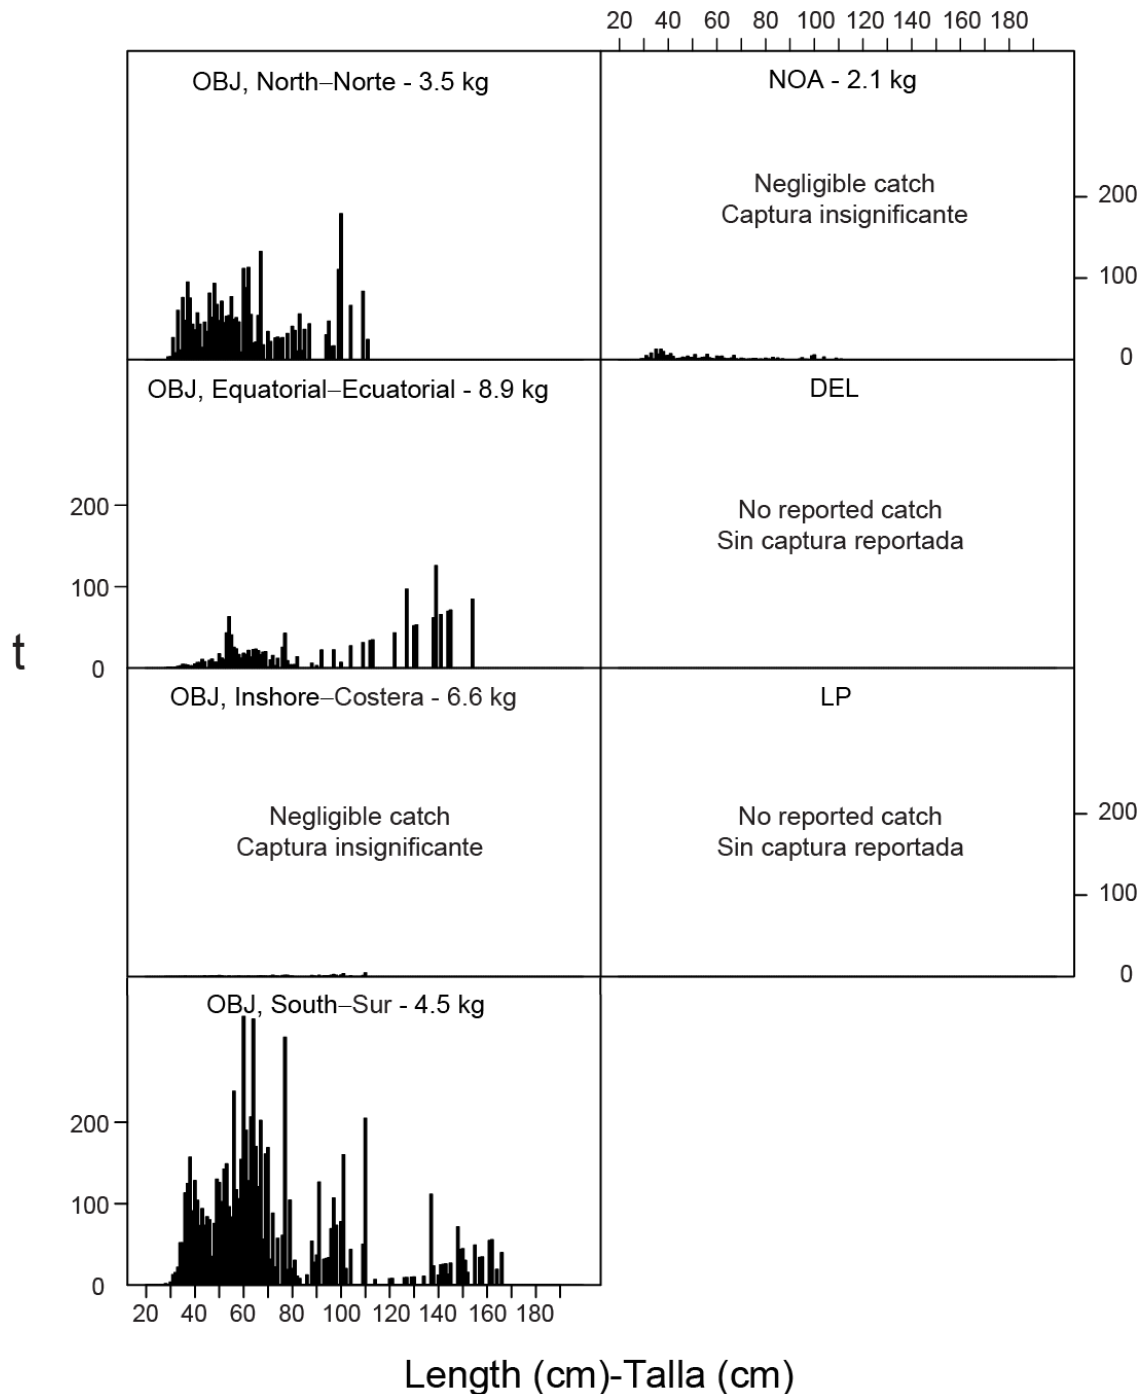 20 40 60 80 100 120 140 160 180
OBJ, North–Norte - 3.5 kg
NOA - 2.1 kg
Negligible catch
Captura insignificante
200
100
0
OBJ, Equatorial–Ecuatorial - 8.9 kg
DEL
200
100
0
No reported catch
Sin captura reportada
t
OBJ, Inshore–Costera - 6.6 kg
LP
Negligible catch
Captura insignificante
No reported catch
Sin captura reportada
200
100
0
OBJ, South–Sur - 4.5 kg
200
100
0
20 40 60 80 100 120 140 160 180
Length (cm)-Talla (cm)